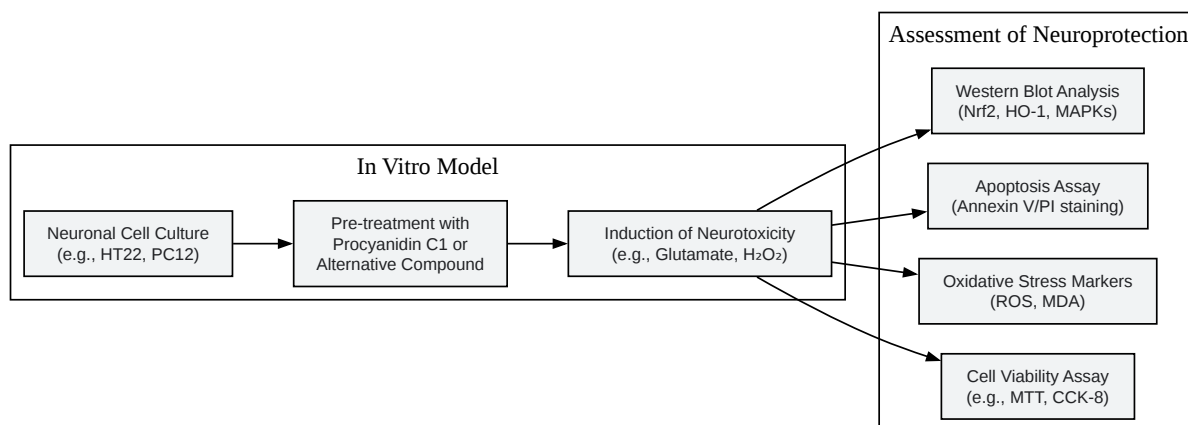 In Vitro Model
Neuronal Cell Culture
(e.g., HT22, PC12)
Pre-treatment with
Procyanidin C1 or
Alternative Compound
Induction of Neurotoxicity
(e.g., Glutamate, H₂O₂)
Assessment of Neuroprotection
Western Blot Analysis
(Nrf2, HO-1, MAPKs)
Apoptosis Assay
(Annexin V/PI staining)
Oxidative Stress Markers
(ROS, MDA)
Cell Viability Assay
(e.g., MTT, CCK-8)